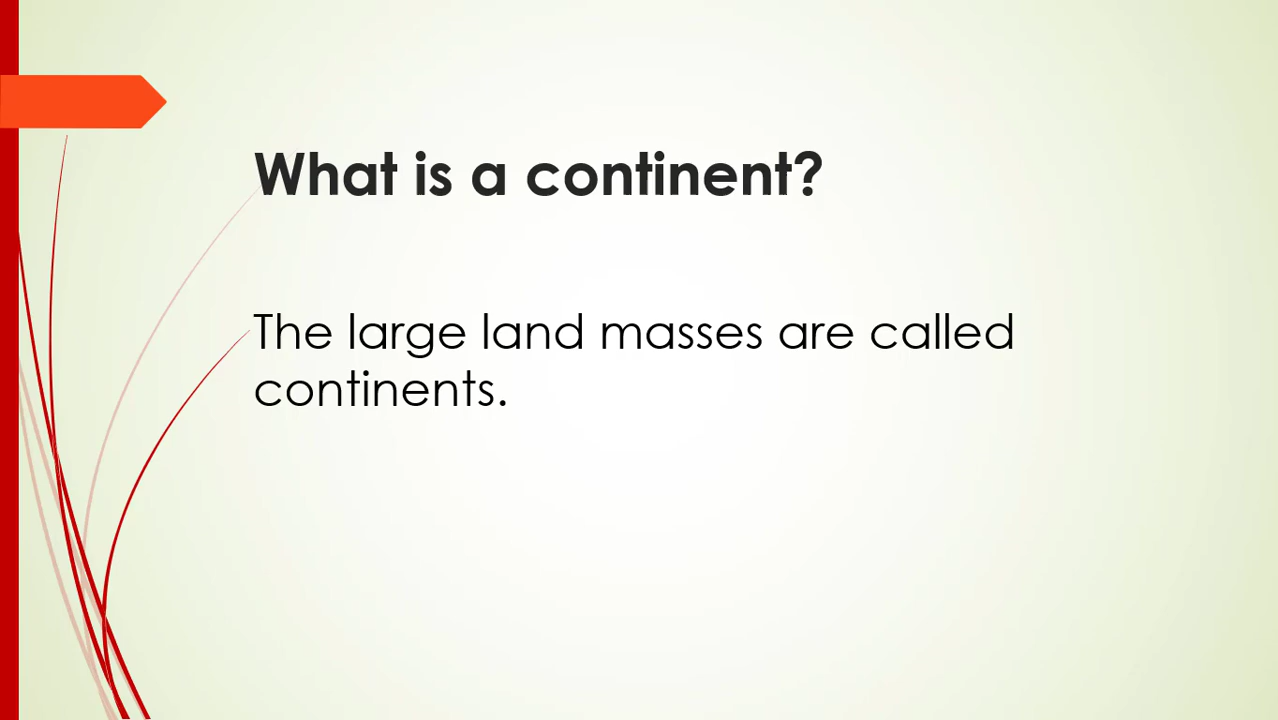 What is a continent?
The large land masses are called
continents.